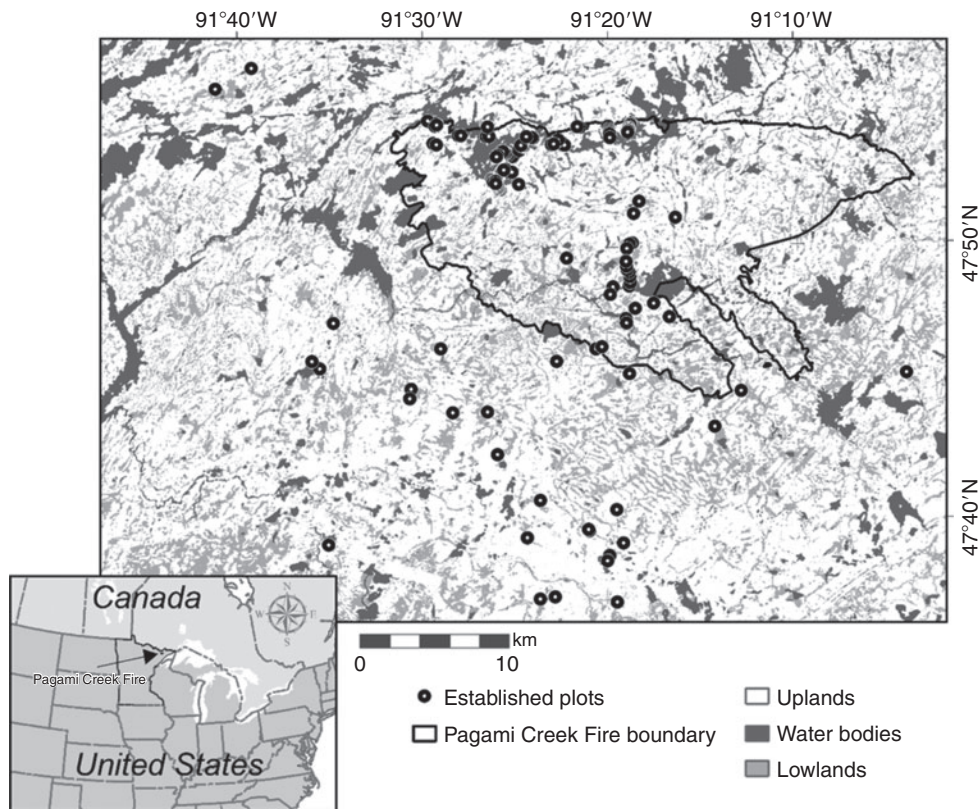 91°40′W 91°30′W 91°20′W 91°10′W
47°50′N
47°40′N
Canada
N
W E
S
Pagami Creek Fire
United States
km
0 10
Established plots
Pagami Creek Fire boundary
Uplands
Water bodies
Lowlands